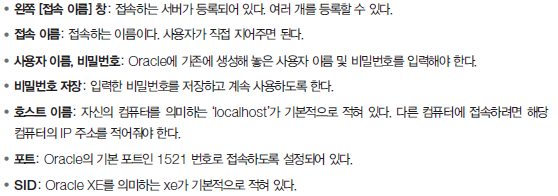 • 왼쪽 [접속 이름] 창: 접속하는 서버가 등록되어 있다. 여러 개를 등록할 수 있다.
• 접속 이름: 접속하는 이름이다. 사용자가 직접 지어주면 된다.
• 사용자 이름, 비밀번호: Oracle에 기존에 생성해 놓은 사용자 이름 및 비밀번호를 입력해야 한다.
• 비밀번호 저장: 입력한 비밀번호를 저장하고 계속 사용하도록 한다.
• 호스트 이름: 자신의 컴퓨터를 의미하는 ‘localhost’가 기본적으로 적혀 있다. 다른 컴퓨터에 접속하려면 해당
컴퓨터의 IP 주소를 적어줘야 한다.
• 포트: Oracle의 기본 포트인 1521 번호로 접속하도록 설정되어 있다.
• SID: Oracle XE를 의미하는 xe가 기본적으로 적혀 있다.